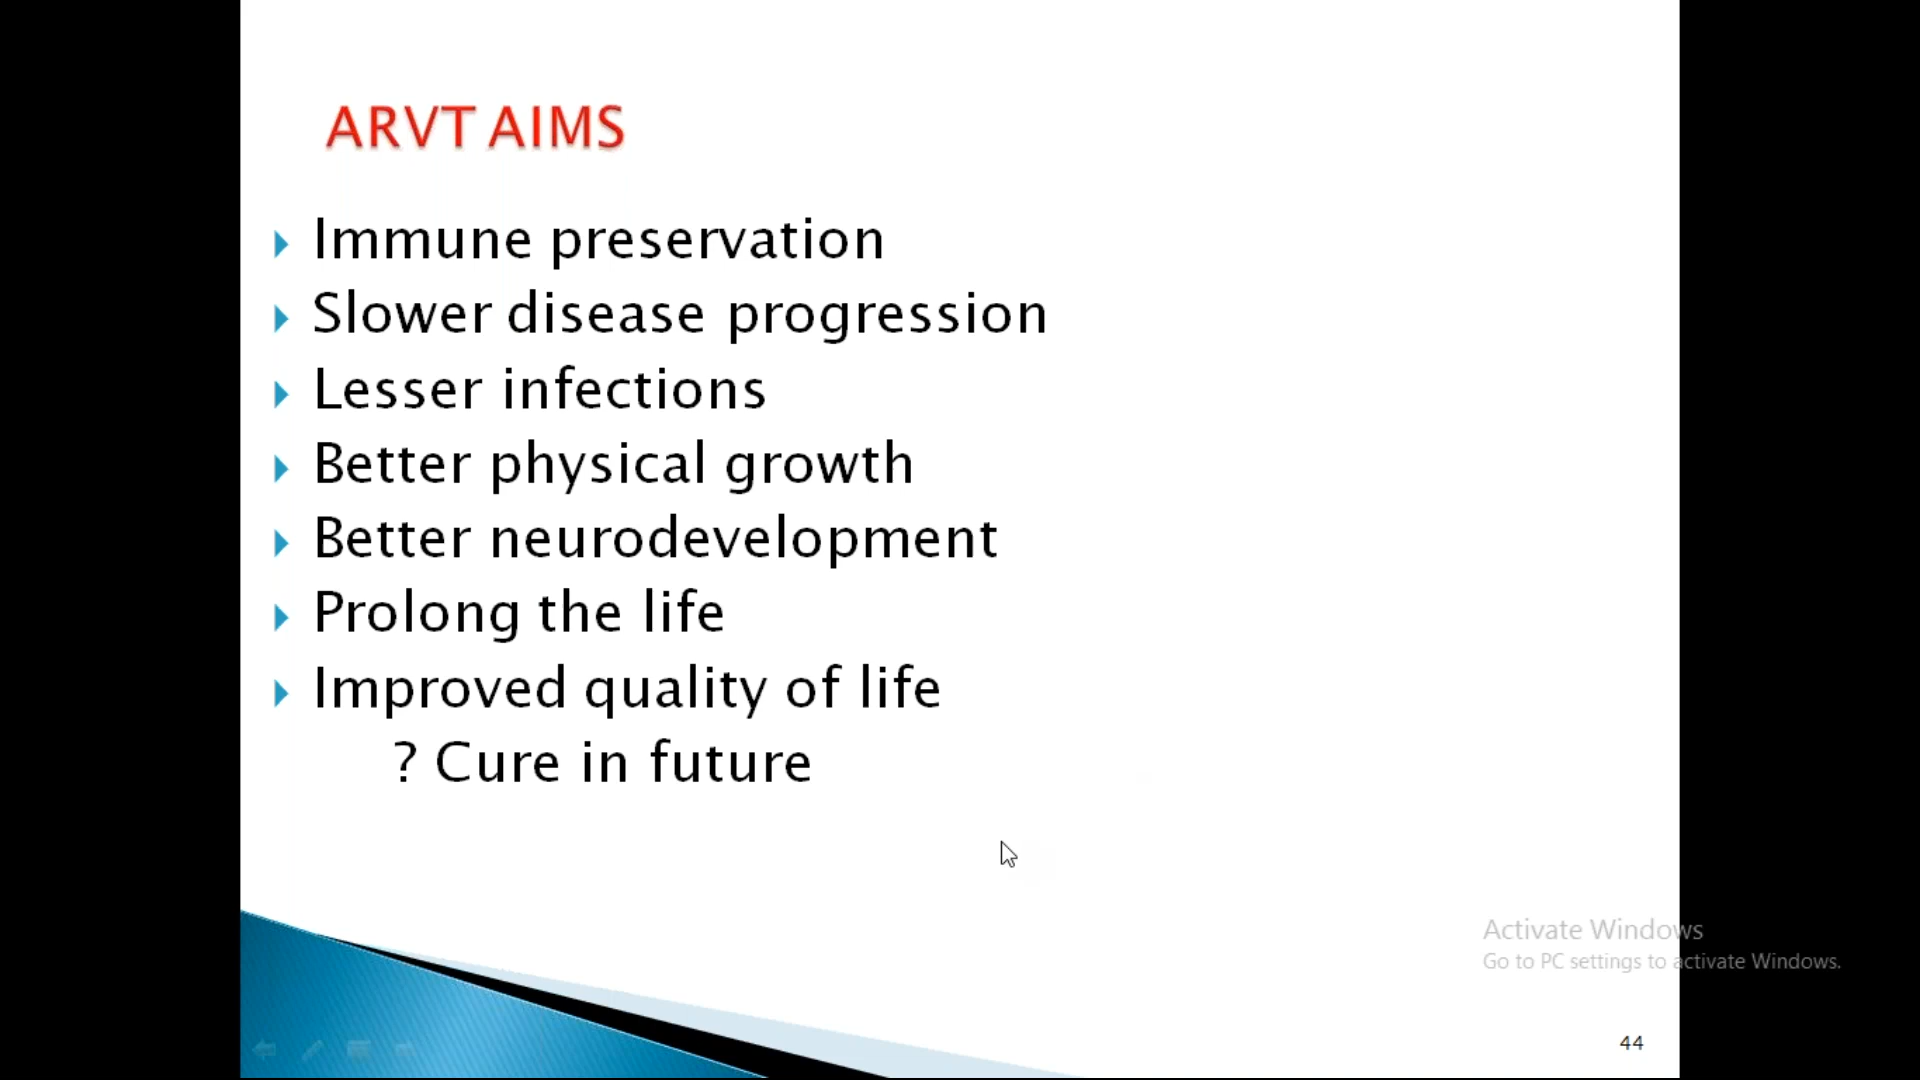 ARVT AIMS
Immune preservation
Slower disease progression
Lesser infections
Better physical growth
Better neurodevelopment
Prolong the life
Improved quality of life
? Cure in future
Activate Windows
Go to PC settings to activate Windows.
44